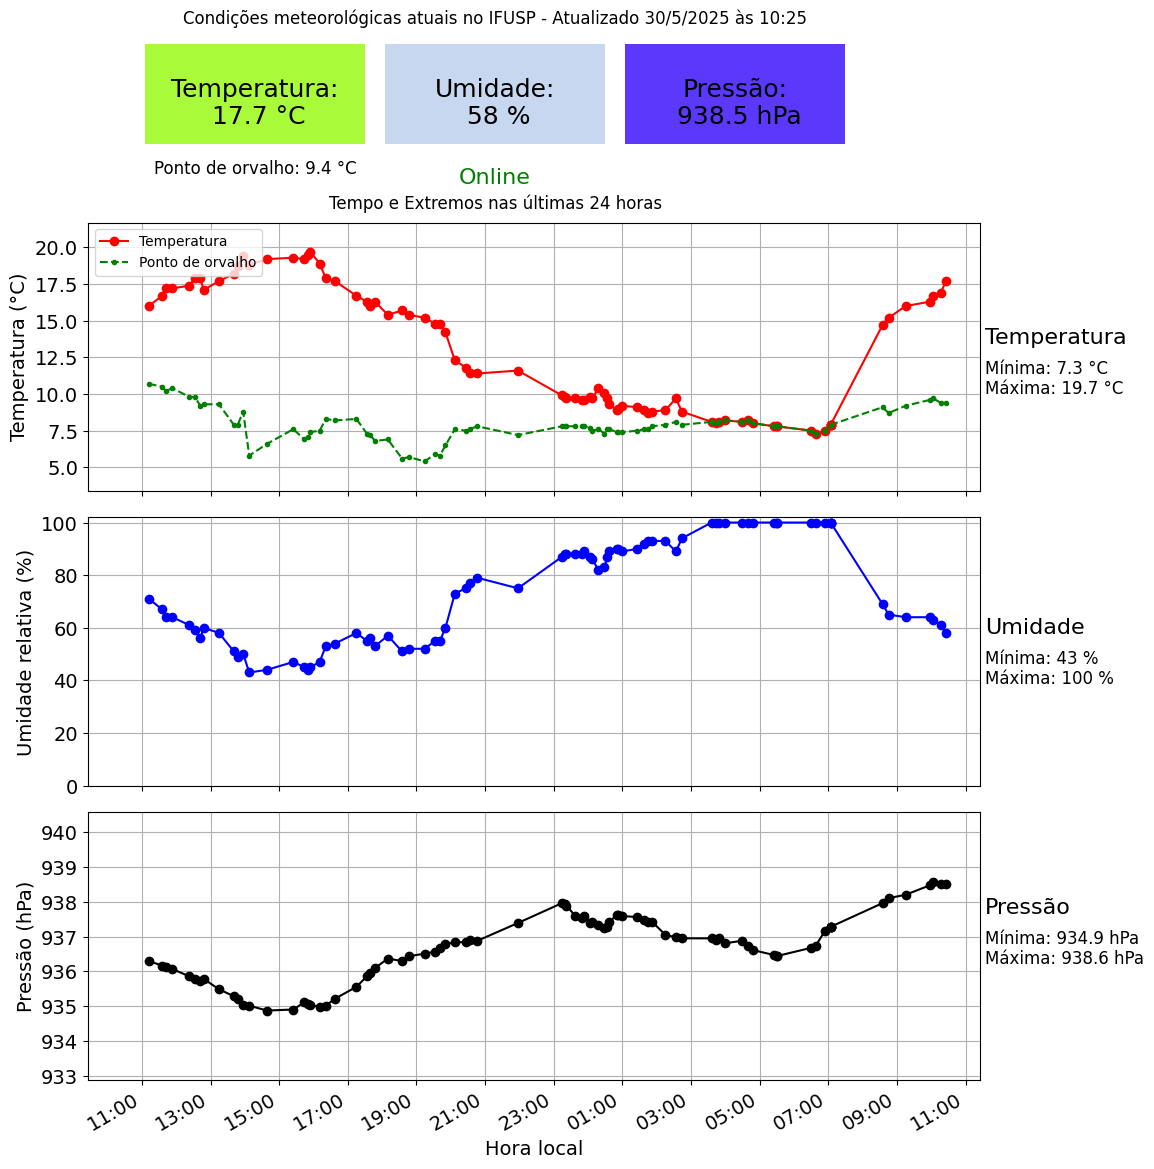 Condições meteorológicas atuais no IFUSP - Atualizado 30/5/2025 às 10:25
Temperatura:
17.7 °C
Umidade:
58 %
Pressão:
938.5 hPa
Ponto de orvalho: 9.4 °C
Online
Tempo e Extremos nas últimas 24 horas
Temperatura (°C)
20.0
17.5
15.0
12.5
10.0
7.5
5.0
Temperatura
Ponto de orvalho
Temperatura
Mínima: 7.3 °C
Máxima: 19.7 °C
Umidade relativa (%)
100
80
60
40
20
0
Umidade
Mínima: 43 %
Máxima: 100 %
Pressão (hPa)
940
939
938
937
936
935
934
933
Pressão
Mínima: 934.9 hPa
Máxima: 938.6 hPa
11:00
13:00
15:00
17:00
19:00
21:00
23:00
01:00
03:00
05:00
07:00
09:00
11:00
Hora local